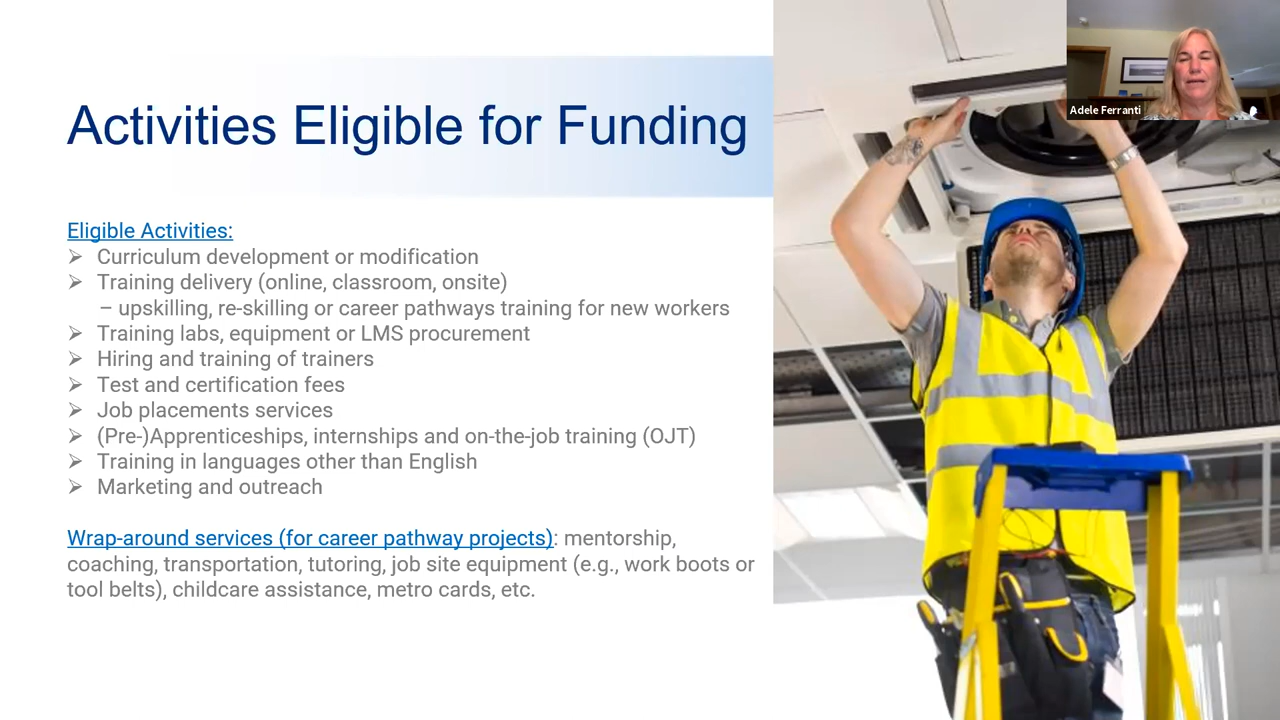 Activities Eligible for Funding
Adele Ferranti
Eligible Activities:
➢ Curriculum development or modification
➢ Training delivery (online, classroom, onsite)
– upskilling, re-skilling or career pathways training for new workers
➢ Training labs, equipment or LMS procurement
➢ Hiring and training of trainers
➢ Test and certification fees
➢ Job placements services
➢ (Pre-)Apprenticeships, internships and on-the-job training (OJT)
➢ Training in languages other than English
➢ Marketing and outreach
Wrap-around services (for career pathway projects): mentorship,
coaching, transportation, tutoring, job site equipment (e.g., work boots or
tool belts), childcare assistance, metro cards, etc.